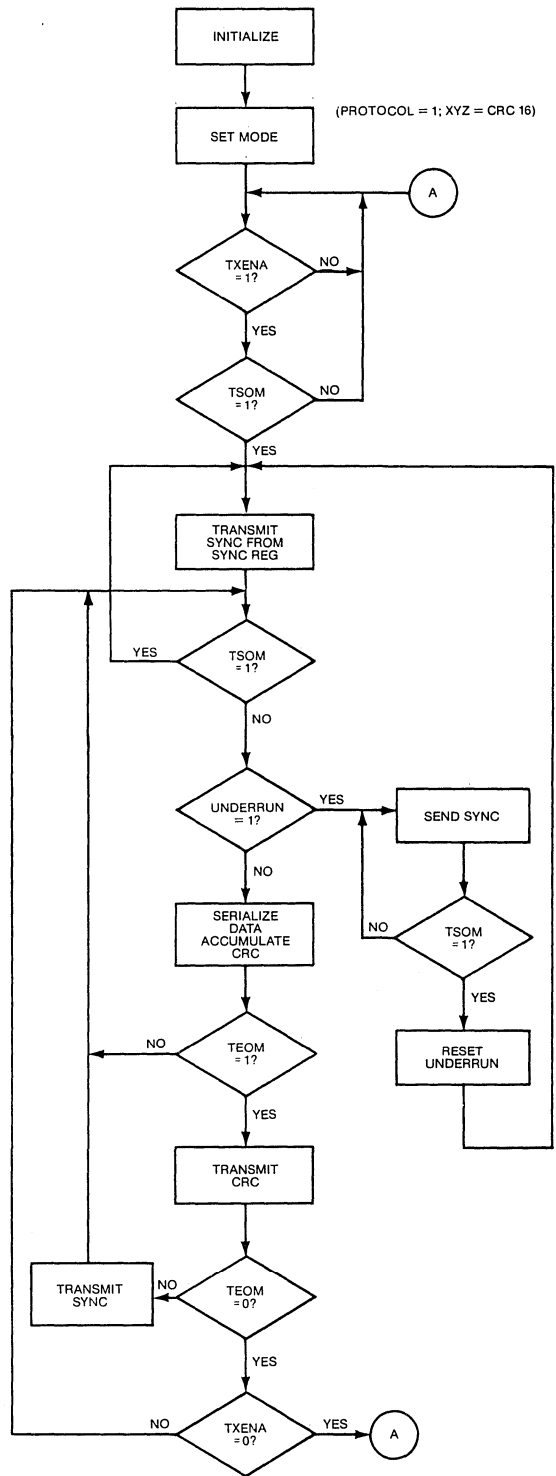 INITIALIZE
SET MODE
(PROTOCOL = 1; XYZ = CRC 16)
A
TXENA
= 1?
NO
YES
TSOM
= 1?
NO
YES
TRANSMIT
SYNC FROM
SYNC REG
TSOM
= 1?
YES
NO
UNDERRUN
= 1?
YES
SEND SYNC
NO
TSOM
= 1?
NO
YES
RESET
UNDERRUN
SERIALIZE
DATA
ACCUMULATE
CRC
TEOM
= 1?
NO
YES
TRANSMIT
CRC
TEOM
= 0?
NO
TRANSMIT
SYNC
YES
TXENA
= 0?
NO
YES
A